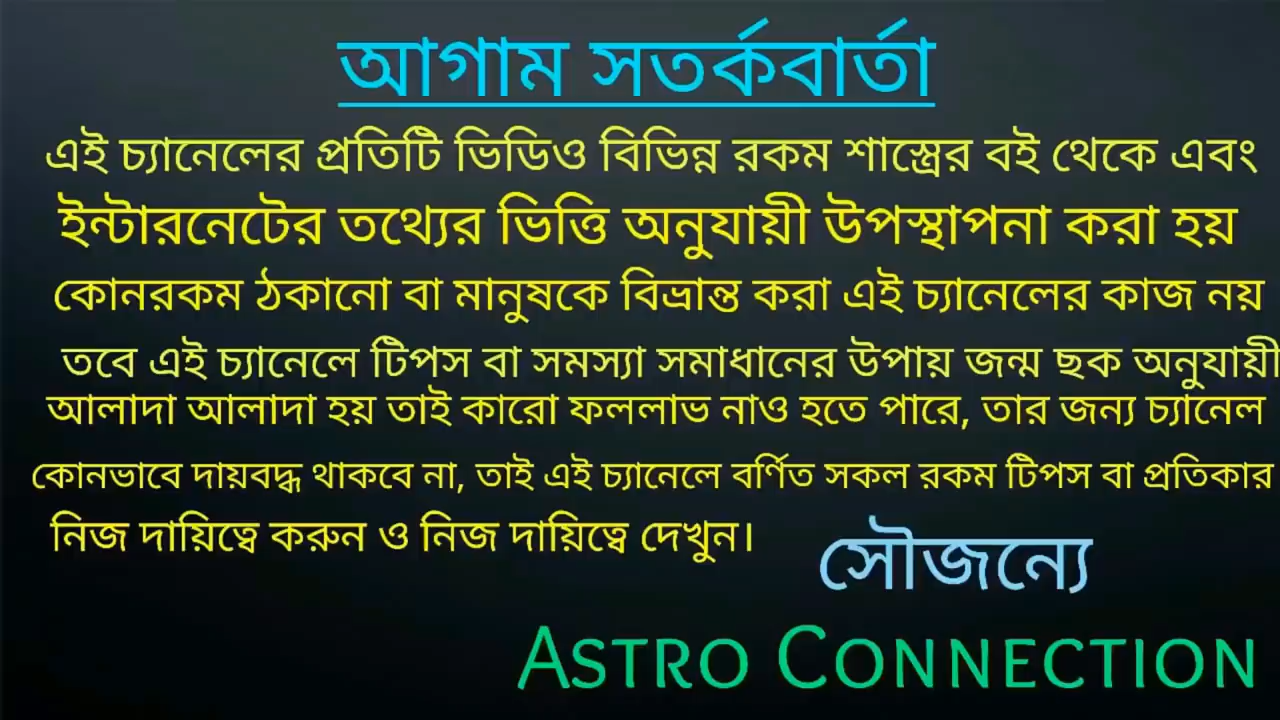 আগাম সতর্কবার্তা
এই চ্যানেলের প্রতিটি ভিডিও বিভিন্ন রকম শাস্ত্রের বই থেকে এবং
ইন্টারনেটের তথ্যের ভিত্তি অনুযায়ী উপস্থাপনা করা হয়
কোনরকম ঠকানো বা মানুষকে বিভ্রান্ত করা এই চ্যানেলের কাজ নয়
তবে এই চ্যানেলে টিপস বা সমস্যা সমাধানের উপায় জন্ম ছক অনুযায়ী
আলাদা আলাদা হয় তাই কারো ফললাভ নাও হতে পারে, তার জন্য চ্যানেল
কোনভাবে দায়বদ্ধ থাকবে না, তাই এই চ্যানেলে বর্ণিত সকল রকম টিপস বা প্রতিকার
নিজ দায়িত্বে করুন ও নিজ দায়িত্বে দেখুন।
সৌজন্যে
ASTRO CONNECTION